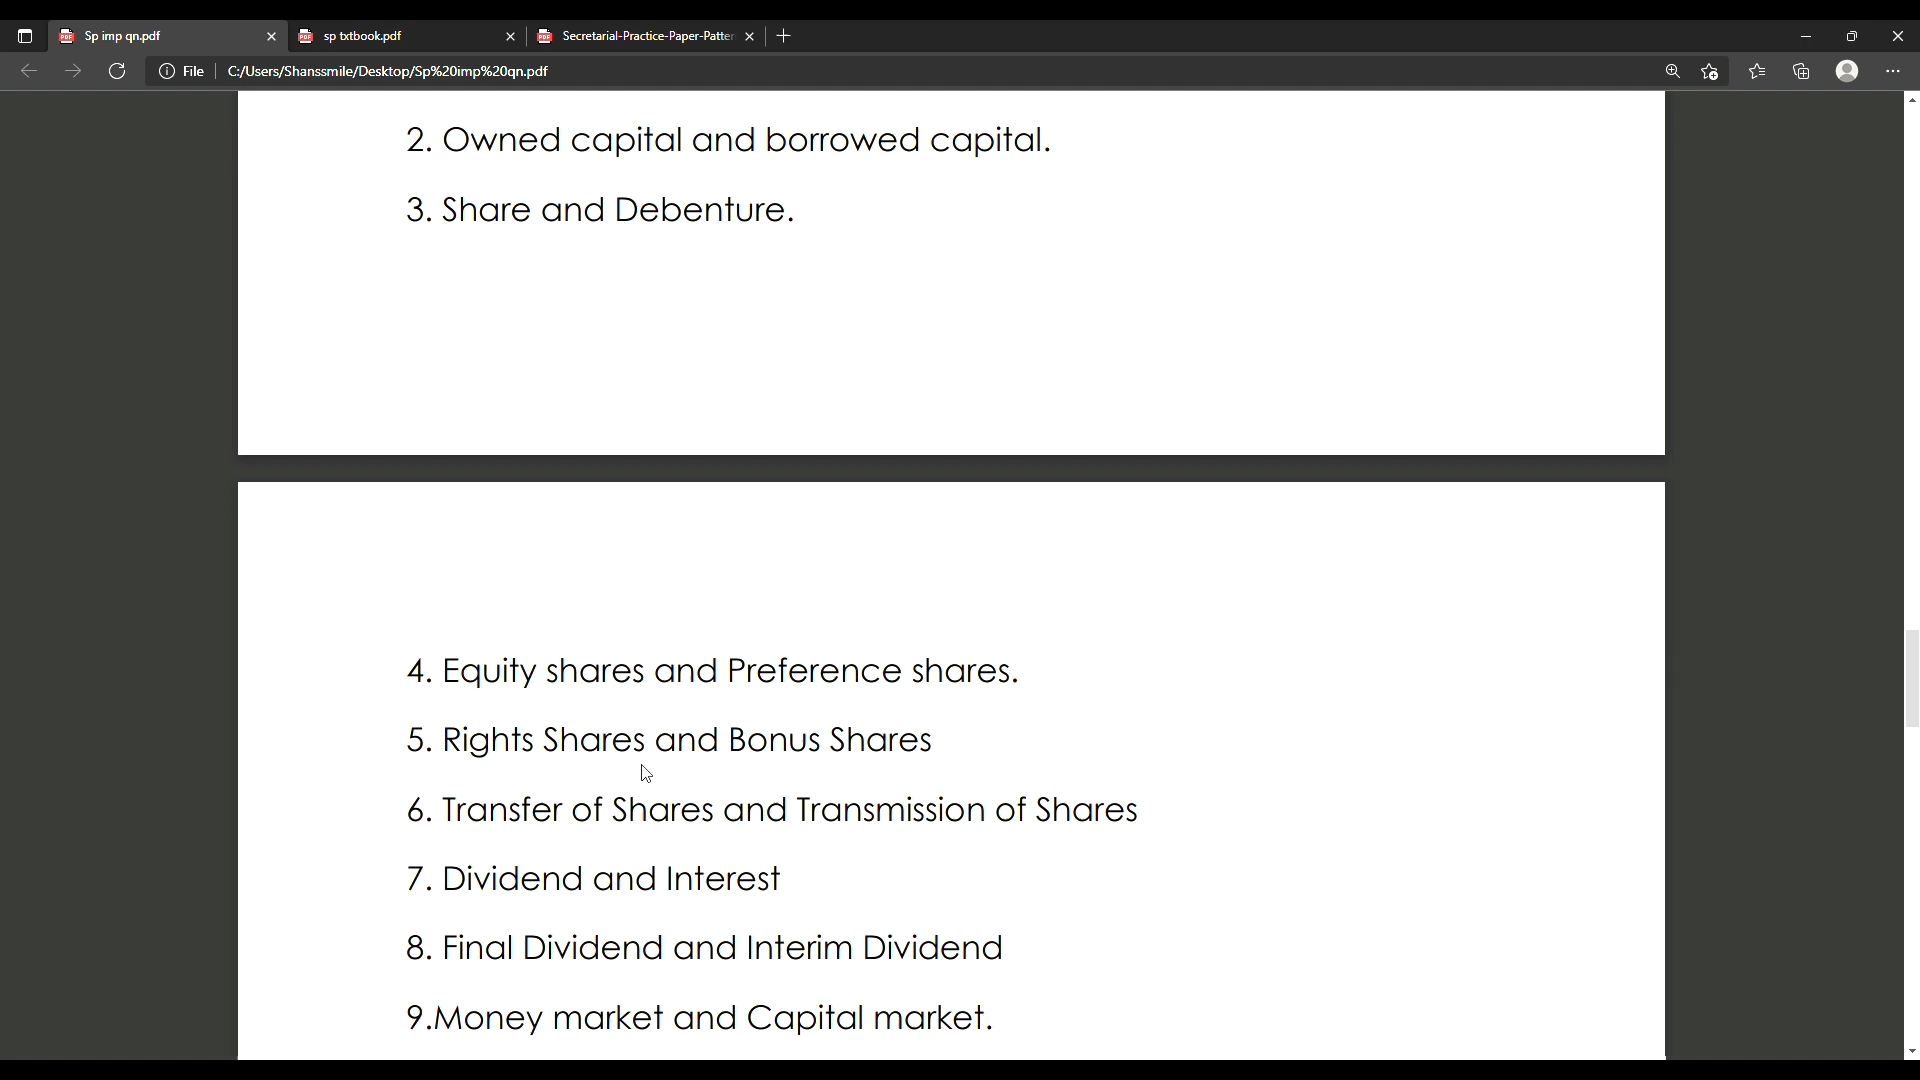 Sp imp qn.pdf
sp txtbook.pdf
Secretarial-Practice-Paper-Patter
File
C:/Users/Shanssmile/Desktop/Sp%20imp%20qn.pdf
2. Owned capital and borrowed capital.
3. Share and Debenture.
4. Equity shares and Preference shares.
5. Rights Shares and Bonus Shares
6. Transfer of Shares and Transmission of Shares
7. Dividend and Interest
8. Final Dividend and Interim Dividend
9.Money market and Capital market.